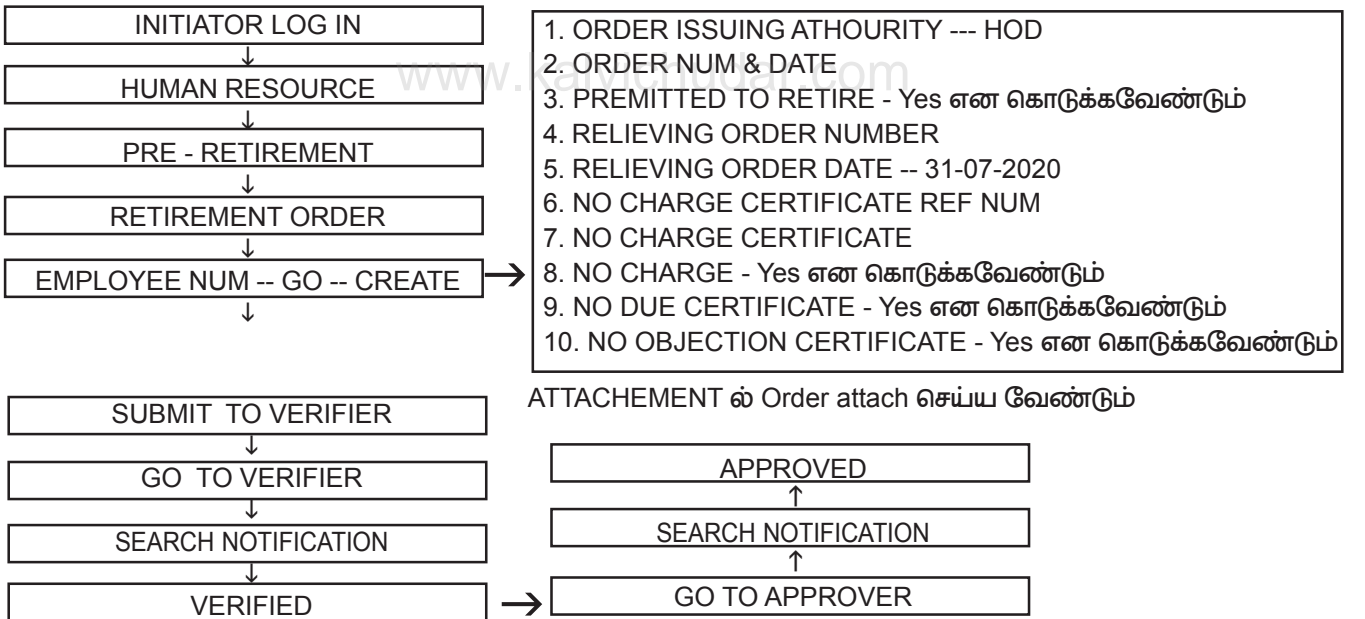 INITIATOR LOG IN
↓
HUMAN RESOURCE
↓
PRE - RETIREMENT
↓
RETIREMENT ORDER
↓
EMPLOYEE NUM -- GO -- CREATE →
↓
1. ORDER ISSUING ATHOURITY --- HOD
2. ORDER NUM & DATE
3. PREMITTED TO RETIRE - Yes என கொடுக்கவேண்டும்
4. RELIEVING ORDER NUMBER
5. RELIEVING ORDER DATE -- 31-07-2020
6. NO CHARGE CERTIFICATE REF NUM
7. NO CHARGE CERTIFICATE
8. NO CHARGE - Yes என கொடுக்கவேண்டும்
9. NO DUE CERTIFICATE - Yes என கொடுக்கவேண்டும்
10. NO OBJECTION CERTIFICATE - Yes என கொடுக்கவேண்டும்
www.kalvichudar.com
ATTACHEMENT ல் Order attach செய்ய வேண்டும்
SUBMIT TO VERIFIER
↓
GO TO VERIFIER
↓
SEARCH NOTIFICATION
↓
VERIFIED →
APPROVED
↑
SEARCH NOTIFICATION
↑
GO TO APPROVER